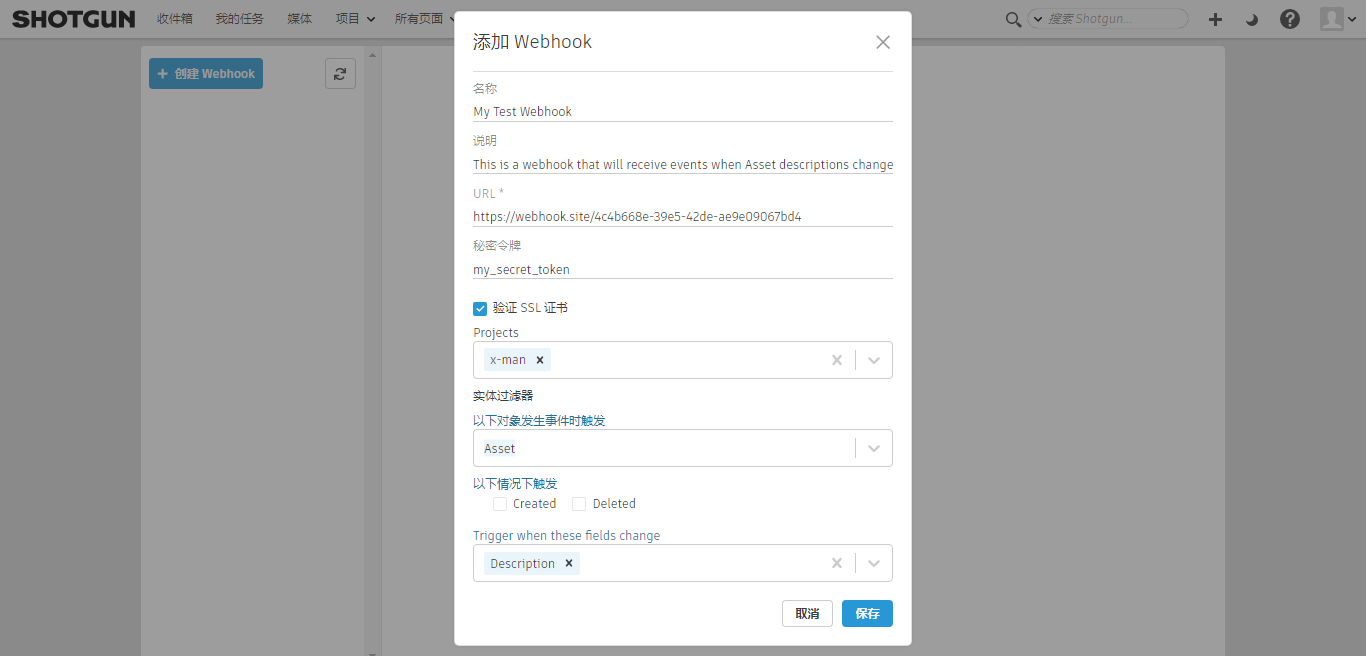 SHOTGUN 收件箱 我的任务 媒体 项目 所有页面 搜索 Shotgun...
创建 Webhook
添加 Webhook
名称
My Test Webhook
说明
This is a webhook that will receive events when Asset descriptions change
URL *
https://webhook.site/4c4b668e-39e5-42de-ae9e09067bd4
秘密令牌
my_secret_token
验证 SSL 证书
Projects
x-man
实体过滤器
以下对象发生事件时触发
Asset
以下情况下触发
Created Deleted
Trigger when these fields change
Description
取消 保存